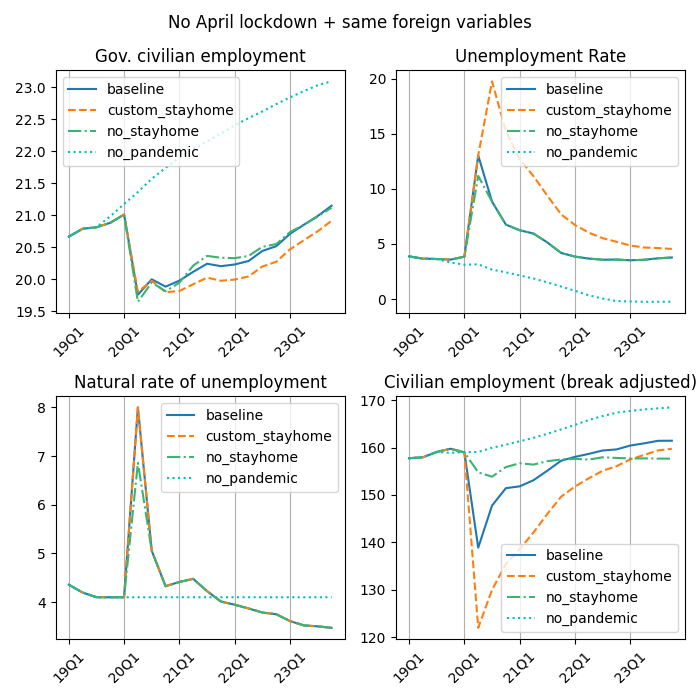 No April lockdown + same foreign variables
Gov. civilian employment
23.0
22.5
22.0
21.5
21.0
20.5
20.0
19.5
baseline
custom_stayhome
no_stayhome
no_pandemic
19Q1
20Q1
21Q1
22Q1
23Q1
Unemployment Rate
20
15
10
5
0
baseline
custom_stayhome
no_stayhome
no_pandemic
19Q1
20Q1
21Q1
22Q1
23Q1
Natural rate of unemployment
8
7
6
5
4
baseline
custom_stayhome
no_stayhome
no_pandemic
19Q1
20Q1
21Q1
22Q1
23Q1
Civilian employment (break adjusted)
170
160
150
140
130
120
baseline
custom_stayhome
no_stayhome
no_pandemic
19Q1
20Q1
21Q1
22Q1
23Q1